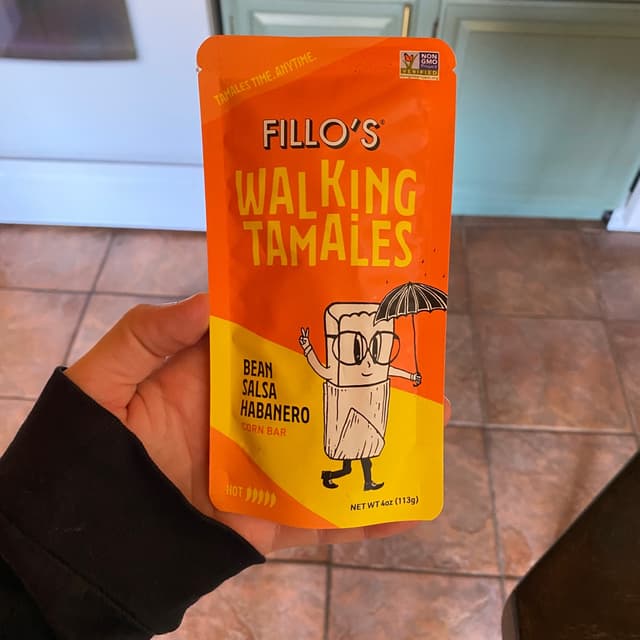 TAMALES TIME. ANYTIME.
NON
GMO
Project
VERIFIED
FILLO'S®
WALKING
TAMALES
BEAN
SALSA
HABANERO
CORN BAR
HOT
NET WT 4oz (113g)